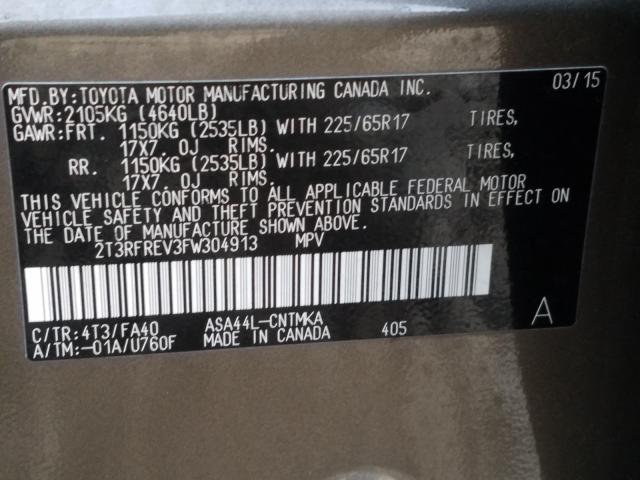 MFD.BY:TOYOTA MOTOR MANUFACTURING CANADA INC. 03/15
GVWR:2105KG (4640LB)
GAWR:FRT. 1150KG (2535LB) WITH 225/65R17 TIRES,
17X7.0J RIMS.
RR. 1150KG (2535LB) WITH 225/65R17 TIRES,
17X7.0J RIMS.
THIS VEHICLE CONFORMS TO ALL APPLICABLE FEDERAL MOTOR
VEHICLE SAFETY AND THEFT PREVENTION STANDARDS IN EFFECT ON
THE DATE OF MANUFACTURE SHOWN ABOVE.
2T3RFREV3FW304913 MPV
C/TR:4T3/FA40 ASA44L-CNTMKA 405 A
A/TM:-01A/U760F MADE IN CANADA